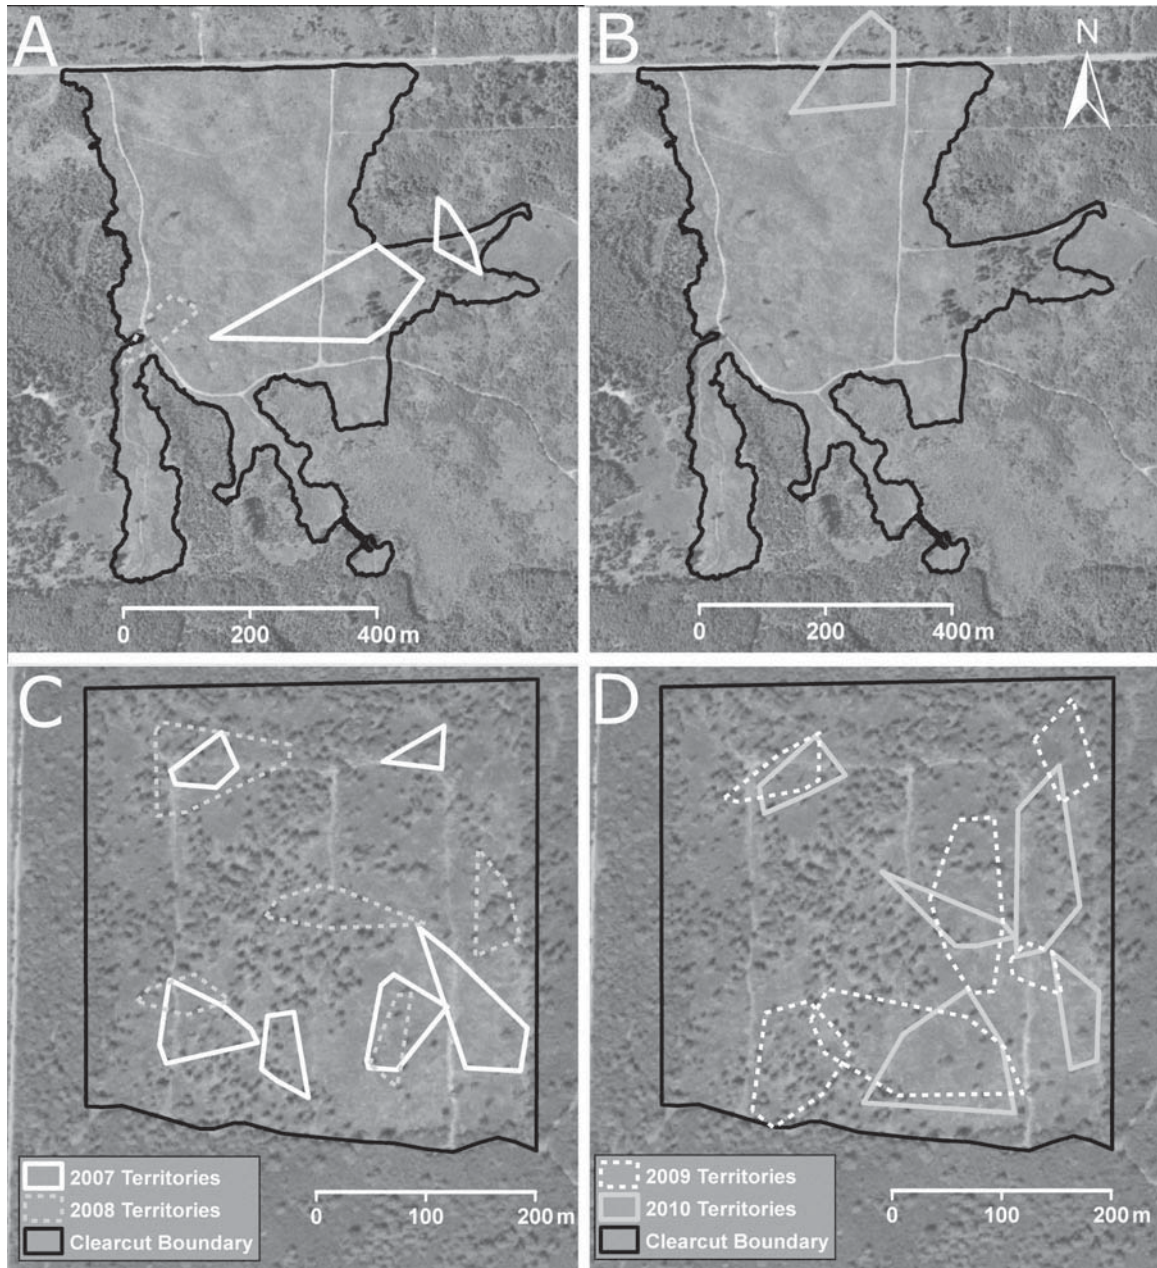 A
B
N
0 200 400 m
0 200 400 m
C
D
2007 Territories
2008 Territories
Clearcut Boundary
0 100 200 m
2009 Territories
2010 Territories
Clearcut Boundary
0 100 200 m